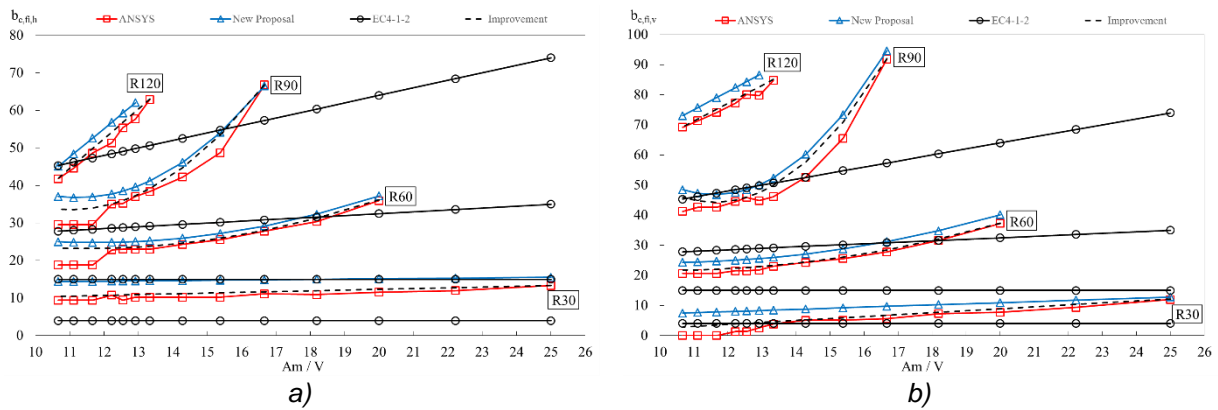 b_c,fi,h
ANSYS New Proposal EC4-1-2 Improvement
80
70
60
50
40
30
20
10
0
R120
R90
R60
R30
10 11 12 13 14 15 16 17 18 19 20 21 22 23 24 25 26
Am / V
a)
b_c,fi,v
ANSYS New Proposal EC4-1-2 Improvement
100
90
80
70
60
50
40
30
20
10
0
R120
R90
R60
R30
10 11 12 13 14 15 16 17 18 19 20 21 22 23 24 25 26
Am / V
b)